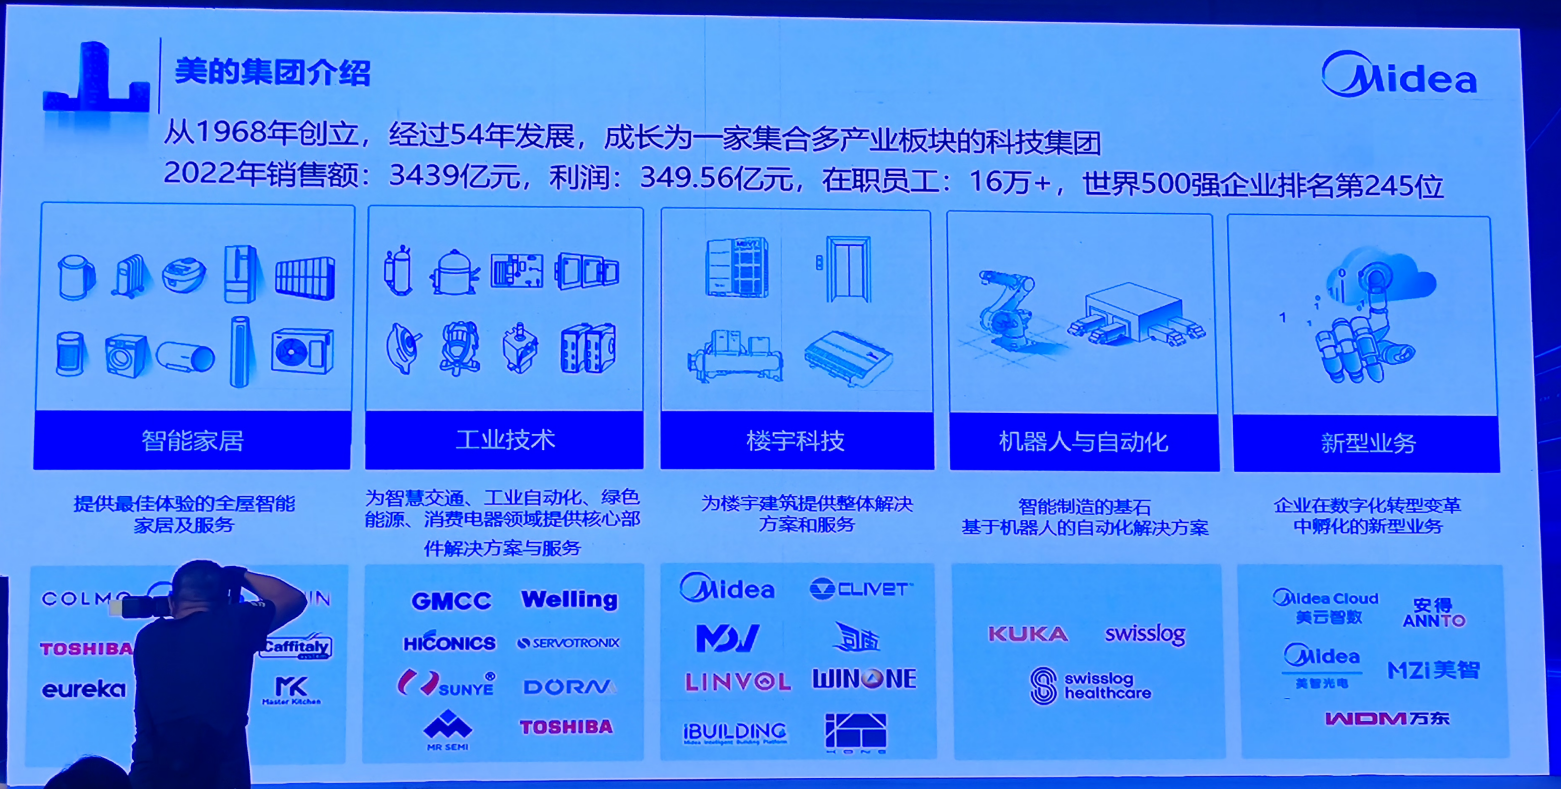 美的集团介绍
Midea
从1968年创立，经过54年发展，成长为一家集合多产业板块的科技集团
2022年销售额：3439亿元，利润：349.56亿元，在职员工：16万+，世界500强企业排名第245位
智能家居
工业技术
楼宇科技
机器人与自动化
新型业务
提供最佳体验的全屋智能
家居及服务
为智慧交通、工业自动化、绿色
能源、消费电器领域提供核心部
件解决方案与服务
为楼宇建筑提供整体解决
方案和服务
智能制造的基石
基于机器人的自动化解决方案
企业在数字化转型变革
中孵化的新型业务
TOSHIBA
Caffitaly
eureka
MK
Master Kitchen
GMCC
Welling
HICONICS
SERVOTRONIX
SUNYE®
DORNA
MR SEMI
TOSHIBA
Midea
CLIVET
MDV
LINVOL
WINONE
iBUILDING
Midea Intelligent Building Platform
KONG
KUKA
swisslog
swisslog
healthcare
Midea Cloud
美云智数
安得
ANNTO
Midea
美智光电
MZi美智
WDM万东